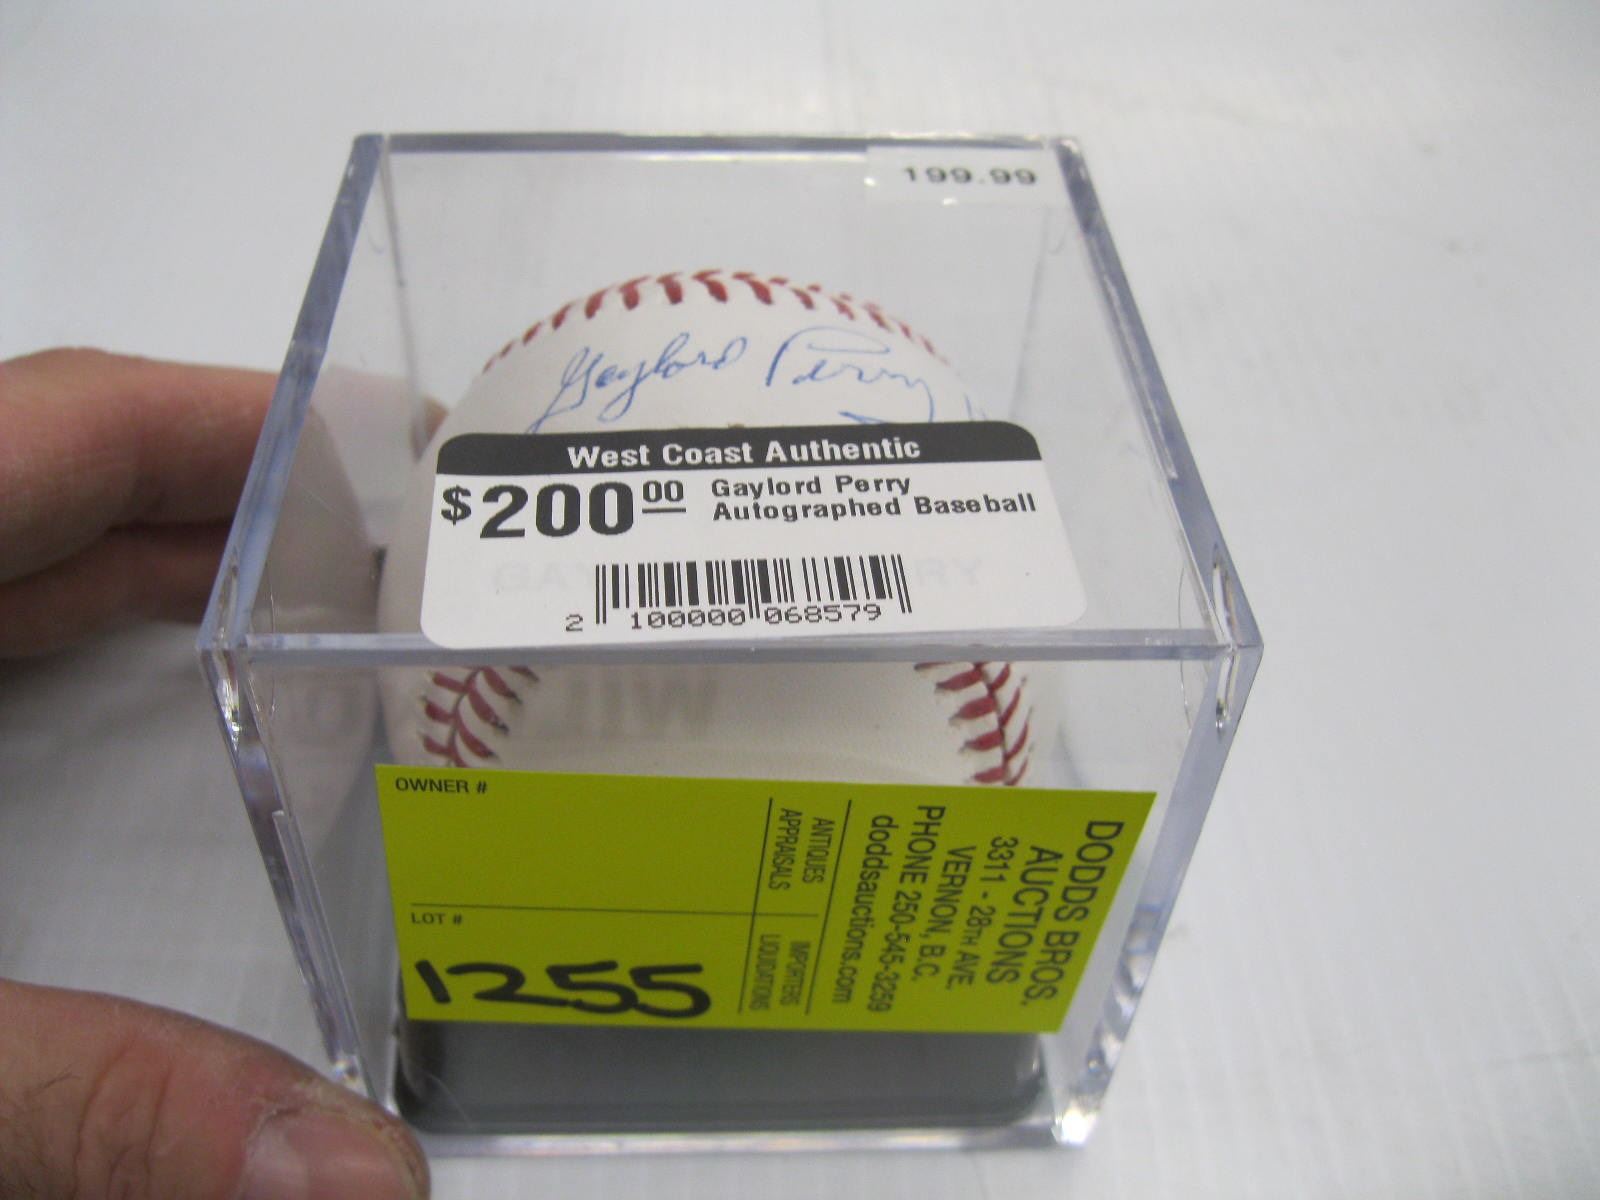 199.99
Gaylord Perry
West Coast Authentic
$200.00
Gaylord Perry
Autographed Baseball
2 100000 068579
OWNER #
LOT #
1255
ANTIQUES
APPRAISALS
IMPORTERS
LIQUIDATIONS
DODDS BROS.
AUCTIONS
3311 - 28TH AVE.
VERNON, B.C.
PHONE 250-545-3259
doddsauctions.com